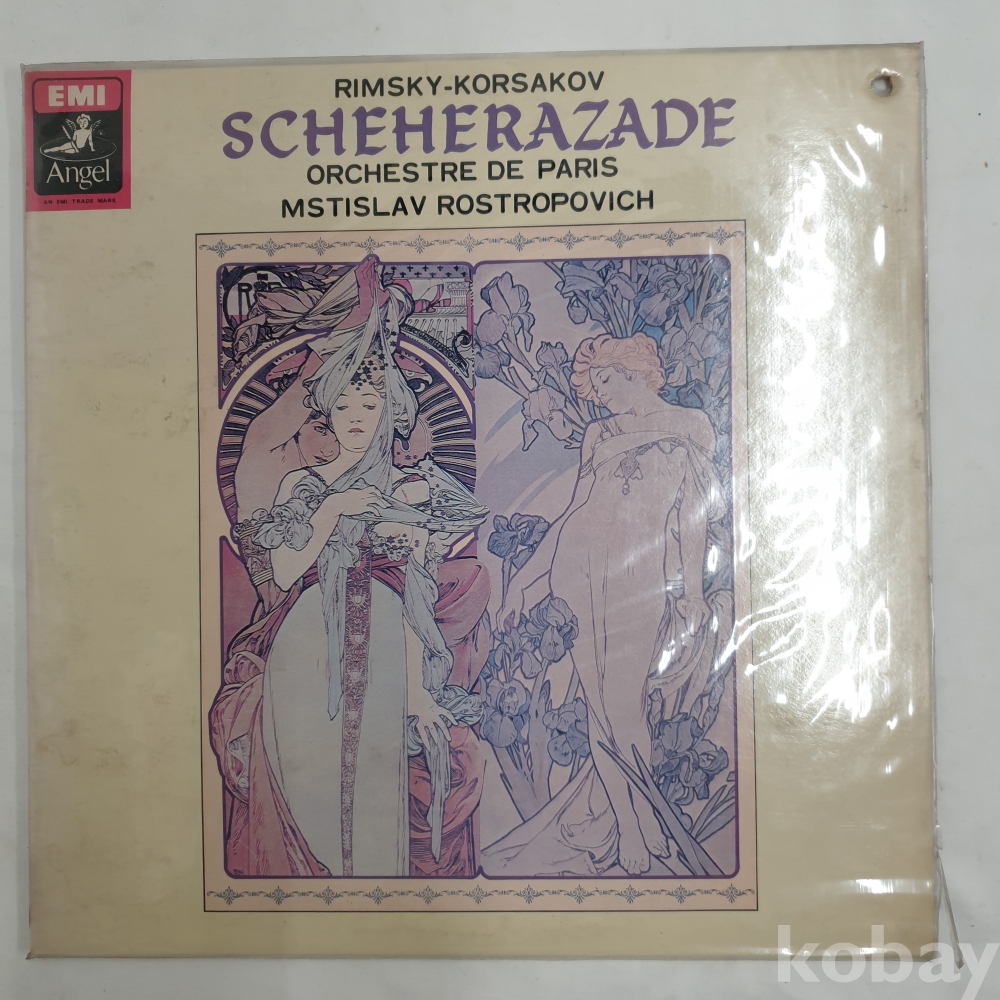 EMI
Angel
AN EMI TRADE MARK
RIMSKY-KORSAKOV
SCHEHERAZADE
ORCHESTRE DE PARIS
MSTISLAV ROSTROPOVICH
kobay